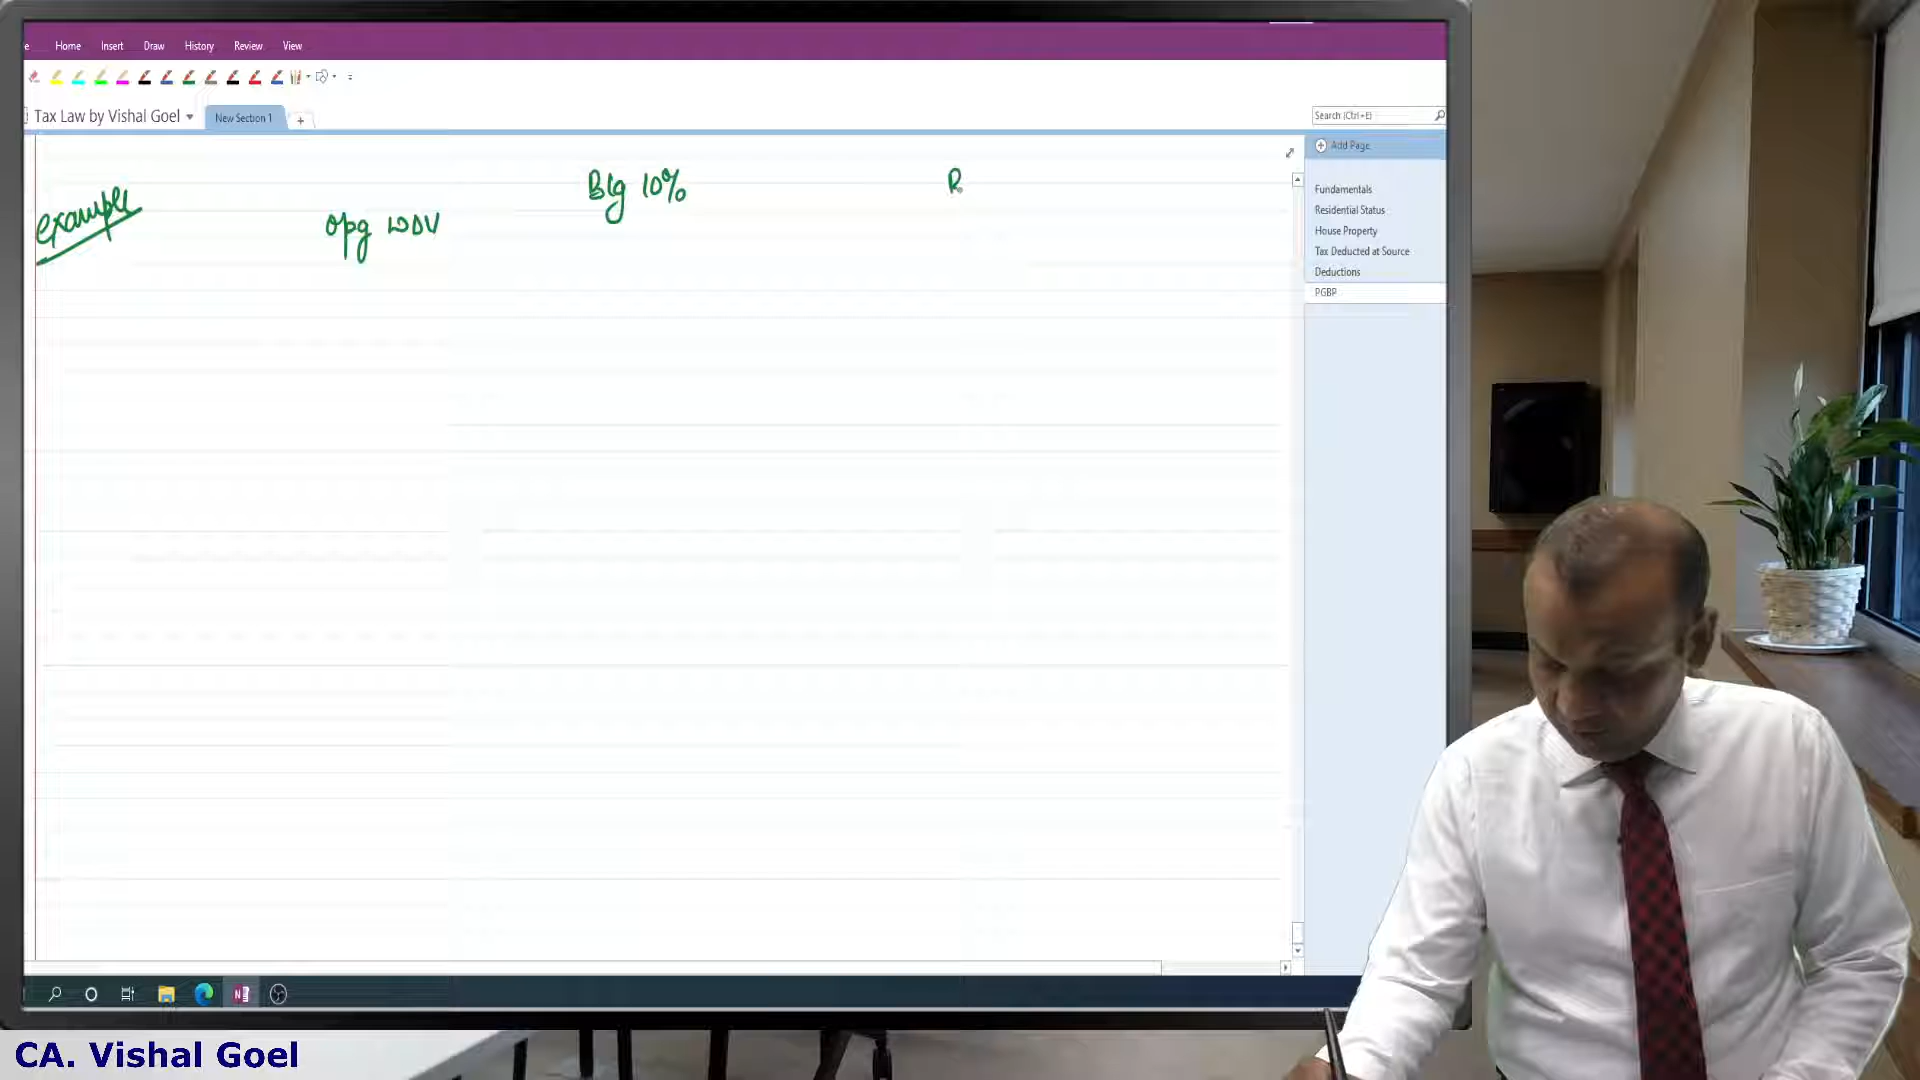 Home Insert Draw History Review View
Tax Law by Vishal Goel New Section 1 Search (Ctrl+E)
Add Page
Fundamentals
Residential Status
House Property
Tax Deducted at Source
Deductions
PGBP
example
Blg 10%
opg WDV
CA. Vishal Goel